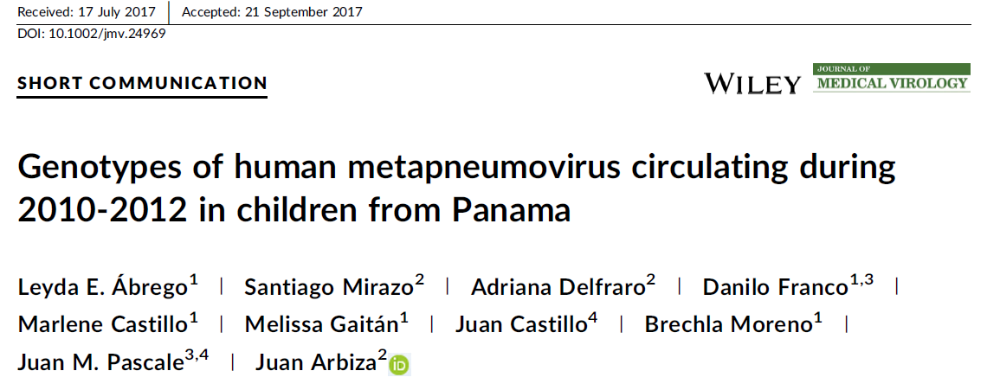 Received: 17 July 2017 | Accepted: 21 September 2017
DOI: 10.1002/jmv.24969
SHORT COMMUNICATION
WILEY JOURNAL OF MEDICAL VIROLOGY
Genotypes of human metapneumovirus circulating during
2010-2012 in children from Panama
Leyda E. Ábrego1 | Santiago Mirazo2 | Adriana Delfraro2 | Danilo Franco1,3 |
Marlene Castillo1 | Melissa Gaitán1 | Juan Castillo4 | Brechla Moreno1 |
Juan M. Pascale3,4 | Juan Arbiza2 iD